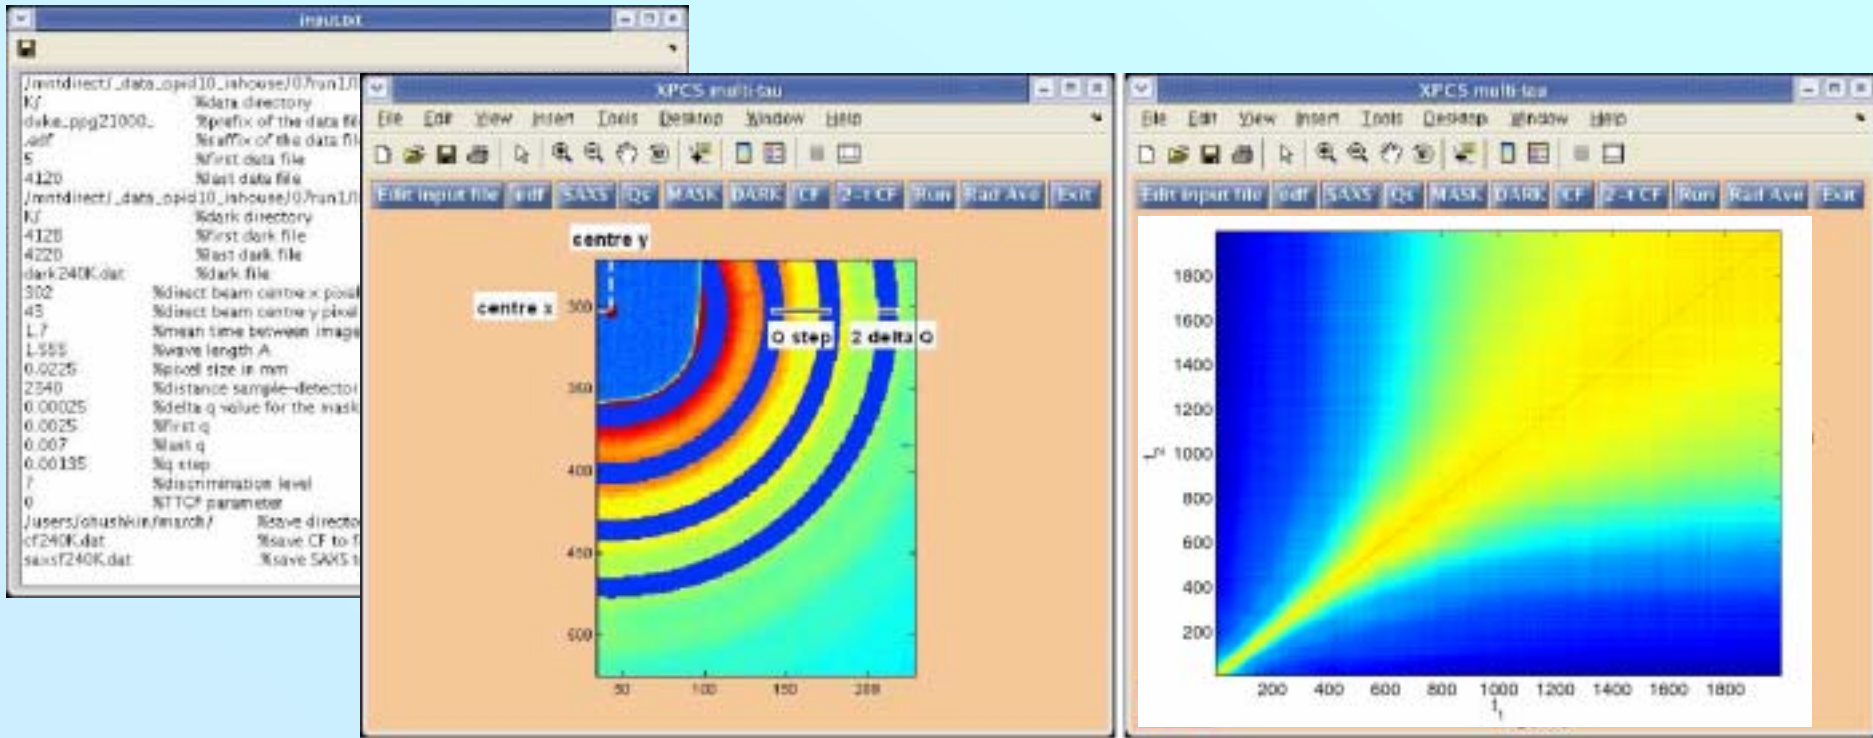 input.txt
/mntdirect/_data_opid10_inhouse/07run1/
K/ %data directory
duke_ppg21000_ %prefix of the data fil
.edf %suffix of the data fil
5 %first data file
4120 %last data file
/mntdirect/_data_opid10_inhouse/07run1/
K/ %dark directory
4120 %first dark file
4220 %last dark file
dark240K.dat %dark file
302 %direct beam centre x pixel
43 %direct beam centre y pixel
1.7 %mean time between image
1.555 %wave length A
0.0225 %pixel size in mm
2340 %distance sample-detector
0.00025 %delta q value for the mask
0.0025 %first q
0.007 %last q
0.00135 %q step
7 %discrimination level
0 %TTCF parameter
/users/chushkin/march/ %save directo
cf240K.dat %save CF to f
saxsf240K.dat %save SAXS t
XPCS multi-tau
File Edit View Insert Tools Desktop Window Help
Edit input file edf SAXS Qs MASK DARK CF 2-t CF Run Rad Ave Exit
centre y
centre x
Q step 2 delta Q
300
350
400
450
500
50 100 150 200
XPCS multi-tau
File Edit View Insert Tools Desktop Window Help
Edit input file edf SAXS Qs MASK DARK CF 2-t CF Run Rad Ave Exit
1800
1600
1400
1200
1000
800
600
400
200
t2
200 400 600 800 1000 1200 1400 1600 1800
t1